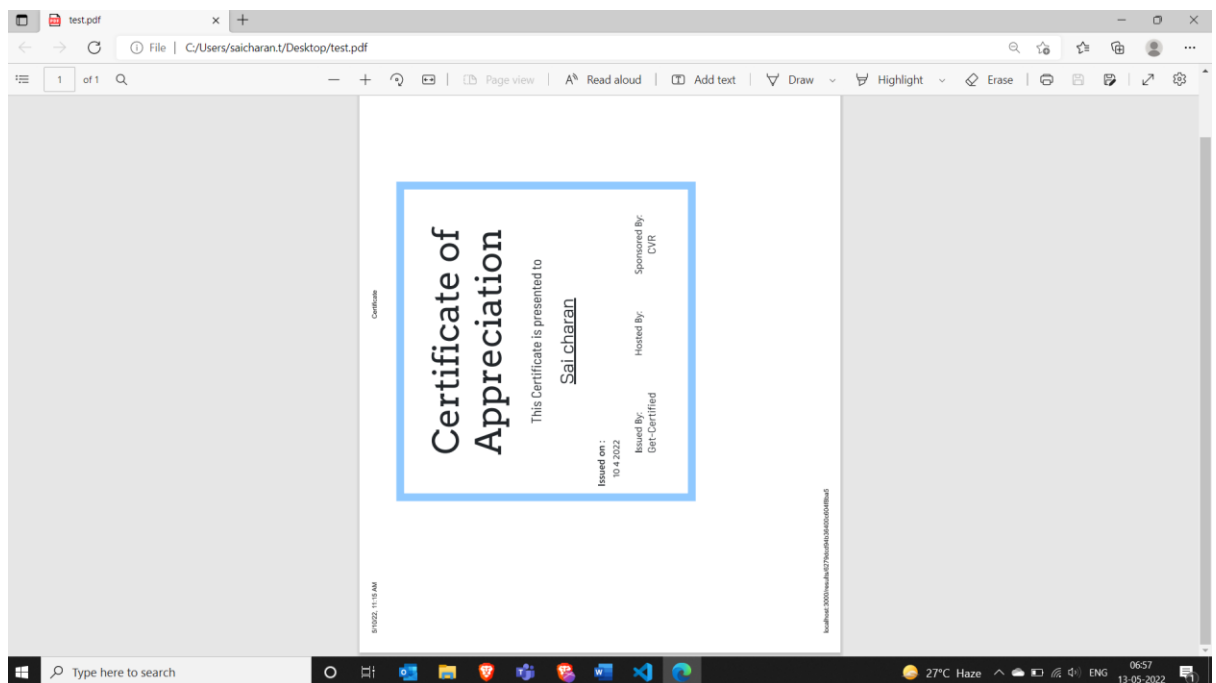 test.pdf
File | C:/Users/saicharan.t/Desktop/test.pdf
1 of 1
Page view
Read aloud
Add text
Draw
Highlight
Erase
5/10/22, 11:15 AM
Certificate
Certificate of
Appreciation
This Certificate is presented to
Sai charan
Issued on :
10 4 2022
Issued By:
Get-Certified
Hosted By:
Sponsored By:
CVR
Type here to search
27°C Haze
ENG
06:57
13-05-2022